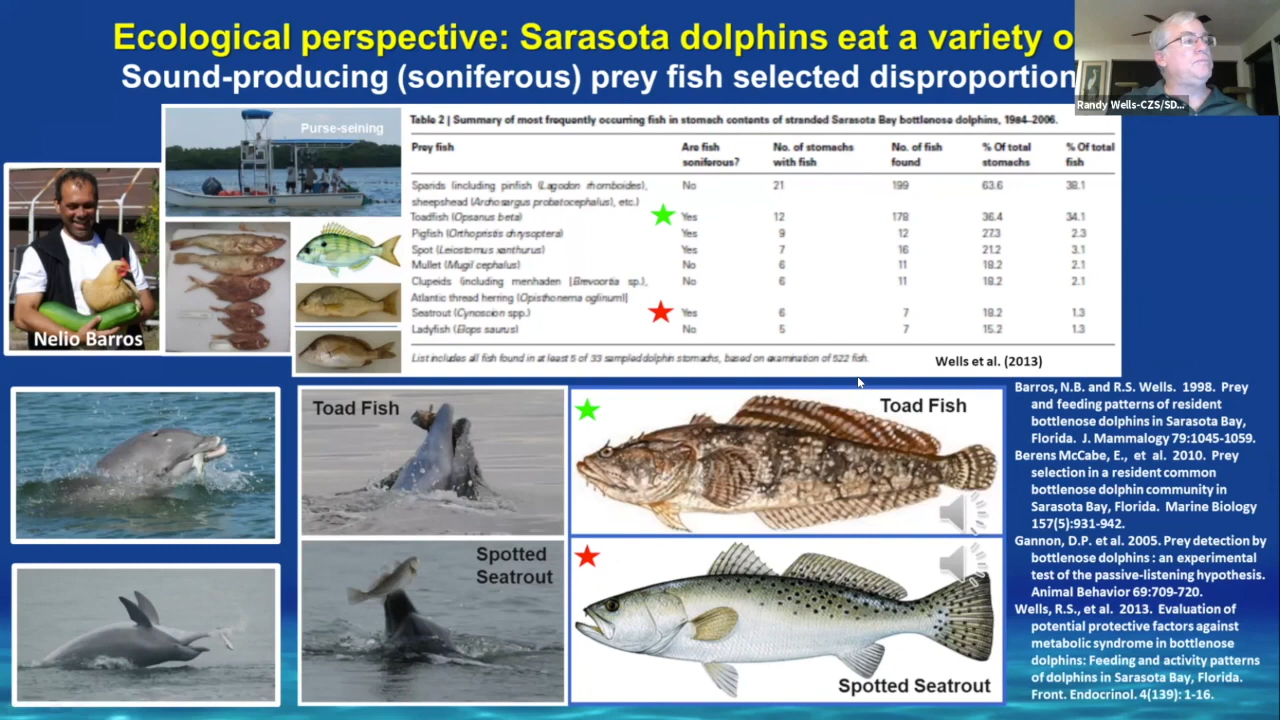 Ecological perspective: Sarasota dolphins eat a variety o
Sound-producing (soniferous) prey fish selected disproportion
Randy Wells-CZS/SD...
Purse-seining
Nelio Barros
Table 2 | Summary of most frequently occurring fish in stomach contents of stranded Sarasota Bay bottlenose dolphins, 1984–2006.
Prey fish Are fish soniferous? No. of stomachs with fish No. of fish found % Of total stomachs % Of total fish
Sparids (including pinfish (Lagodon rhomboides), No 21 199 63.6 38.1
sheepshead (Archosargus probatocephalus), etc.)
Toadfish (Opsanus beta) Yes 12 178 36.4 34.1
Pigfish (Orthopristis chrysoptera) Yes 9 12 27.3 2.3
Spot (Leiostomus xanthurus) Yes 7 16 21.2 3.1
Mullet (Mugil cephalus) No 6 11 18.2 2.1
Clupeids (including menhaden [Brevoortia sp.), No 6 11 18.2 2.1
Atlantic thread herring (Opisthonema oglinum)]
Seatrout (Cynoscion spp.) Yes 6 7 18.2 1.3
Ladyfish (Elops saurus) No 5 7 15.2 1.3
List includes all fish found in at least 5 of 33 sampled dolphin stomachs, based on examination of 522 fish.
Wells et al. (2013)
Toad Fish
Spotted
Seatrout
Toad Fish
Spotted Seatrout
Barros, N.B. and R.S. Wells. 1998. Prey
and feeding patterns of resident
bottlenose dolphins in Sarasota Bay,
Florida. J. Mammalogy 79:1045-1059.
Berens McCabe, E., et al. 2010. Prey
selection in a resident common
bottlenose dolphin community in
Sarasota Bay, Florida. Marine Biology
157(5):931-942.
Gannon, D.P. et al. 2005. Prey detection by
bottlenose dolphins : an experimental
test of the passive-listening hypothesis.
Animal Behavior 69:709-720.
Wells, R.S., et al. 2013. Evaluation of
potential protective factors against
metabolic syndrome in bottlenose
dolphins: Feeding and activity patterns
of dolphins in Sarasota Bay, Florida.
Front. Endocrinol. 4(139): 1-16.